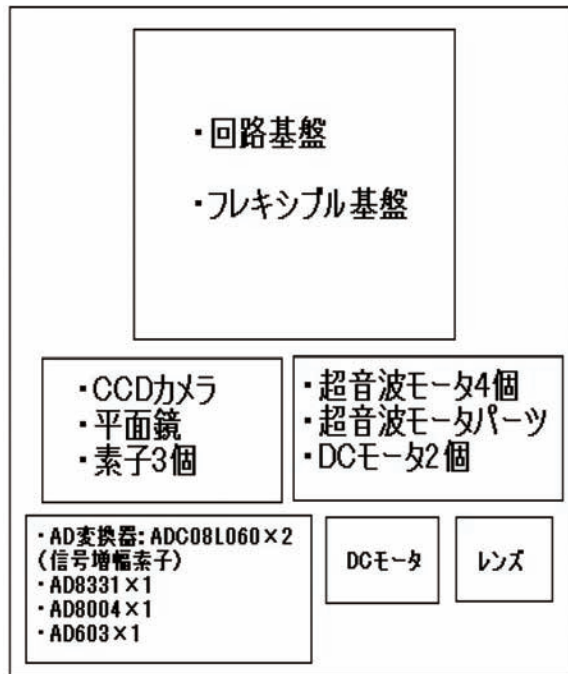 ・回路基盤
・フレキシブル基盤
・CCDカメラ
・平面鏡
・素子3個
・超音波モータ4個
・超音波モータパーツ
・DCモータ2個
・AD変換器:ADC08L060×2
(信号増幅素子)
・AD8331×1
・AD8004×1
・AD603×1
DCモータ
レンズ